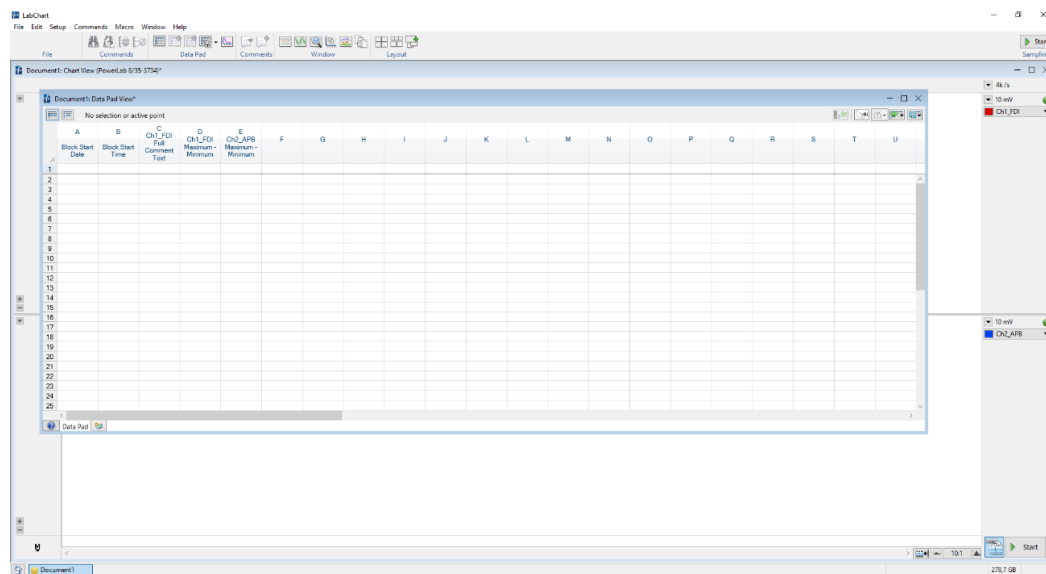 LabChart
File Edit Setup Commands Macro Window Help
File Commands Data Pad Comments Window Layout
Start
Sampling
Document1: Chart View (PowerLab 8/35-3734)*
4k /s
Document1: Data Pad View*
10 mV
No selection or active point
Ch1_FDI
A B C D E F G H I J K L M N O P Q R S T U
Block Start Date
Block Start Time
Ch1_FDI Full Comment Text
Ch1_FDI Maximum - Minimum
Ch2_APB Maximum - Minimum
1
2
3
4
5
6
7
8
9
10
11
12
13
14
15
16
17
18
19
20
21
22
23
24
25
10 mV
Ch2_APB
Data Pad
10:1
Start
Document1
278,7 GB